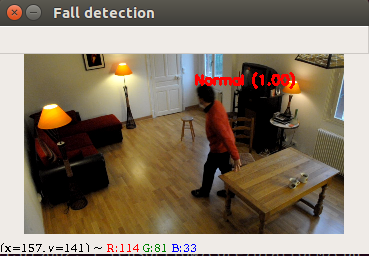 Fall detection
Normal (1.00)
(x=157, y=141) ~ R:114 G:81 B:33